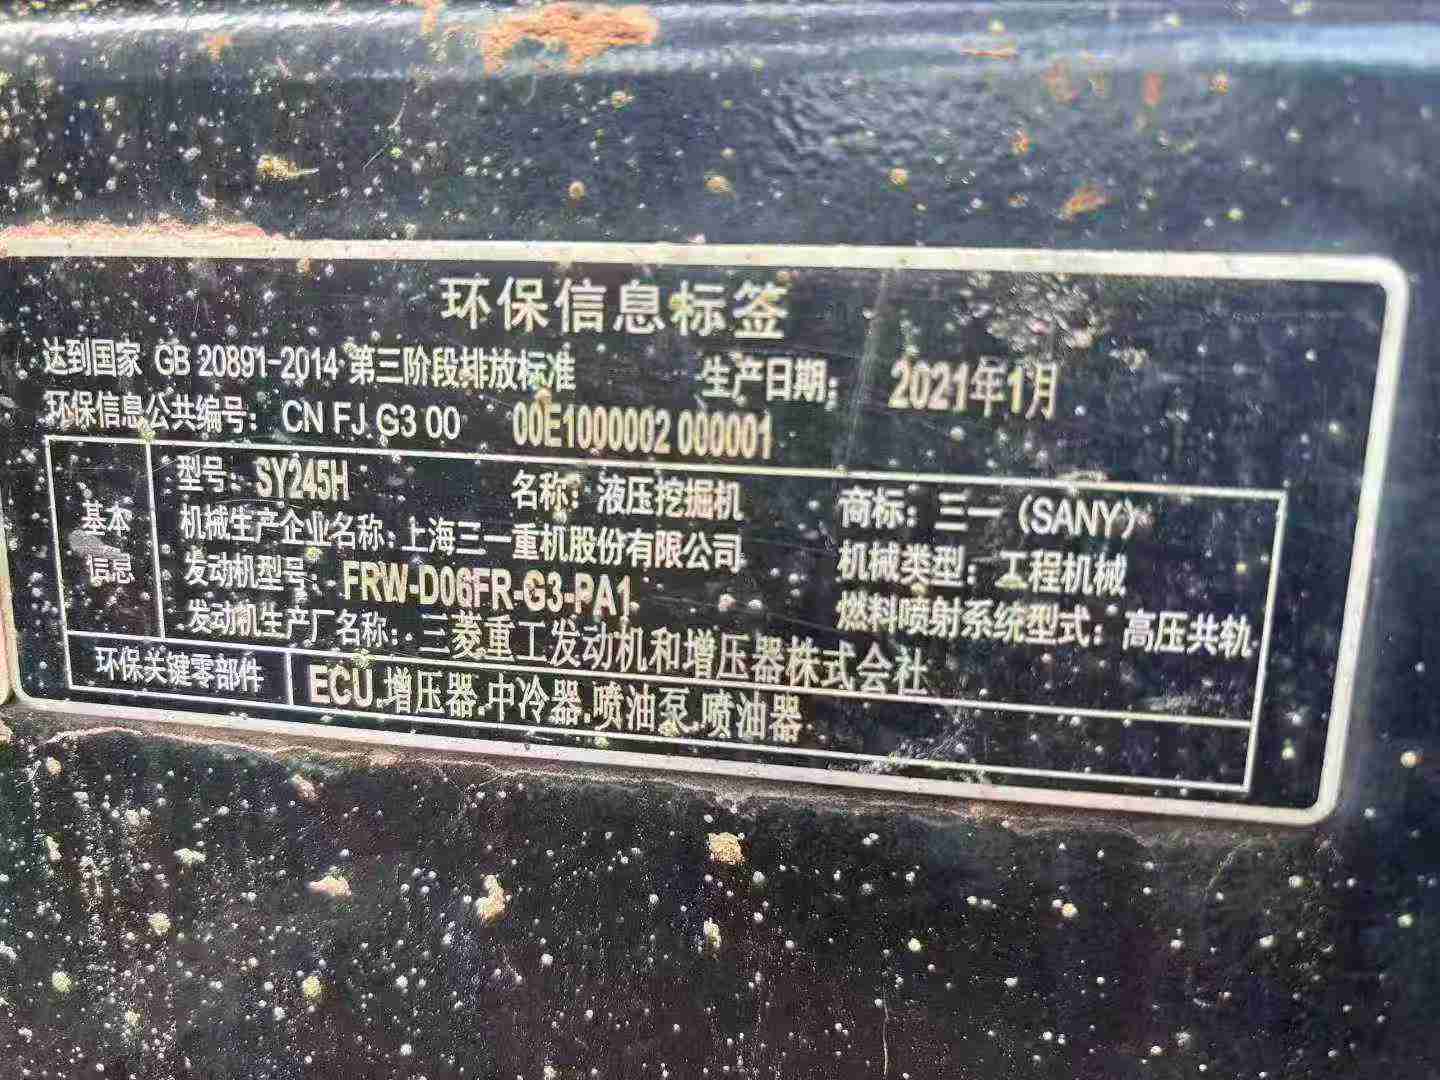 环保信息标签
达到国家 GB 20891-2014 第三阶段排放标准 生产日期: 2021年1月
环保信息公共编号: CN FJ G3 00 00E1000002 000001
基本信息
型号: SY245H 名称: 液压挖掘机 商标: 三一 (SANY)
机械生产企业名称: 上海三一重机股份有限公司 机械类型: 工程机械
发动机型号: FRW-D06FR-G3-PA1 燃料喷射系统型式: 高压共轨
发动机生产厂名称: 三菱重工发动机和增压器株式会社
环保关键零部件 ECU.增压器.中冷器.喷油泵.喷油器